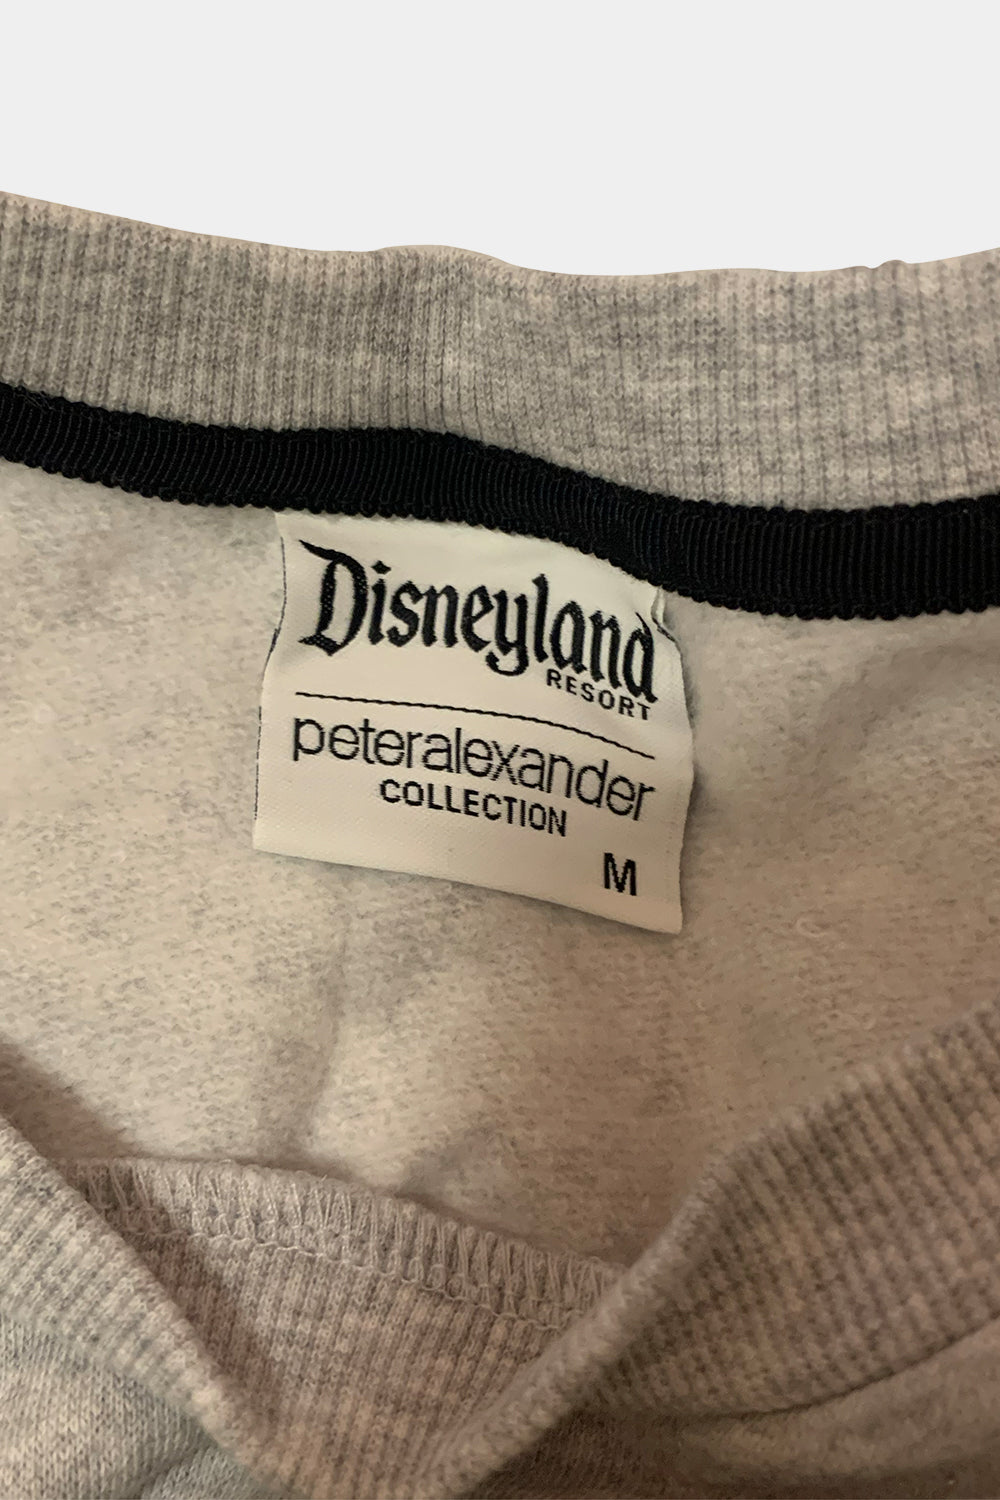 Disneyland
RESORT
peteralexander
COLLECTION
M